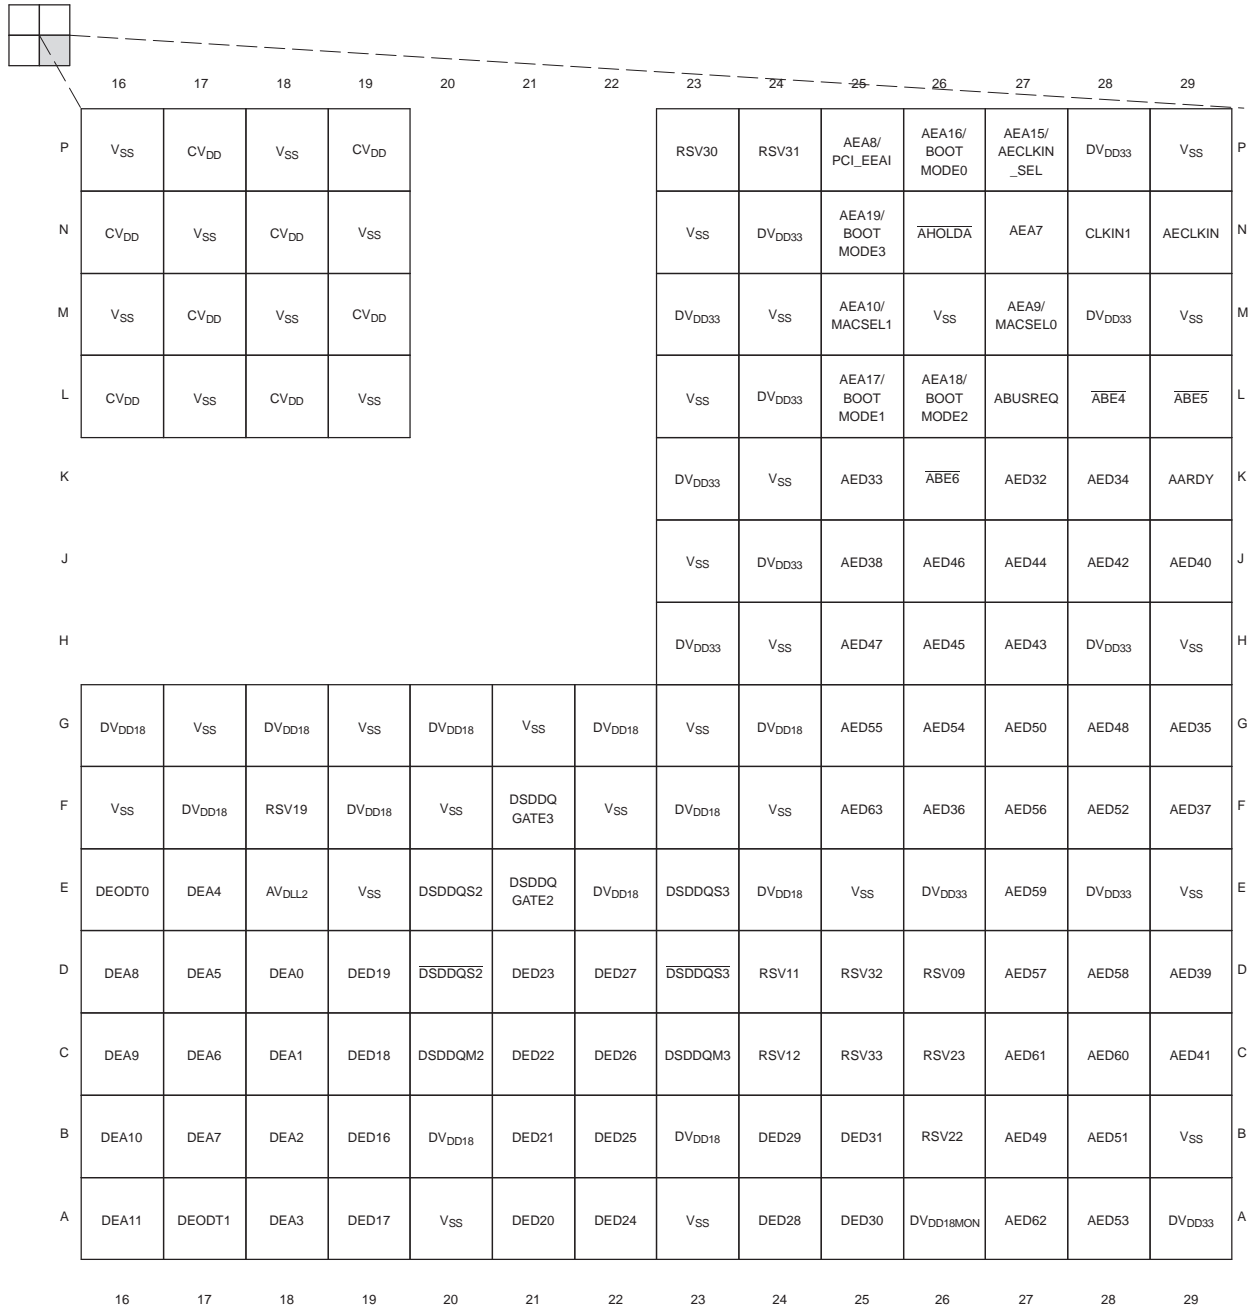 16 17 18 19 20 21 22 23 24 25 26 27 28 29
P VSS CVDD VSS CVDD RSV30 RSV31 AEA8/ PCI_EEAI AEA16/ BOOT MODE0 AEA15/ AECLKIN _SEL DVDD33 VSS P
N CVDD VSS CVDD VSS VSS DVDD33 AEA19/ BOOT MODE3 AHOLDA AEA7 CLKIN1 AECLKIN N
M VSS CVDD VSS CVDD DVDD33 VSS AEA10/ MACSEL1 VSS AEA9/ MACSEL0 DVDD33 VSS M
L CVDD VSS CVDD VSS VSS DVDD33 AEA17/ BOOT MODE1 AEA18/ BOOT MODE2 ABUSREQ ABE4 ABE5 L
K DVDD33 VSS AED33 ABE6 AED32 AED34 AARDY K
J VSS DVDD33 AED38 AED46 AED44 AED42 AED40 J
H DVDD33 VSS AED47 AED45 AED43 DVDD33 VSS H
G DVDD18 VSS DVDD18 VSS DVDD18 VSS DVDD18 VSS DVDD18 AED55 AED54 AED50 AED48 AED35 G
F VSS DVDD18 RSV19 DVDD18 VSS DSDDQ GATE3 VSS DVDD18 VSS AED63 AED36 AED56 AED52 AED37 F
E DEODT0 DEA4 AVDLL2 VSS DSDDQS2 DSDDQ GATE2 DVDD18 DSDDQS3 DVDD18 VSS DVDD33 AED59 DVDD33 VSS E
D DEA8 DEA5 DEA0 DED19 DSDDQS2 DED23 DED27 DSDDQS3 RSV11 RSV32 RSV09 AED57 AED58 AED39 D
C DEA9 DEA6 DEA1 DED18 DSDDQM2 DED22 DED26 DSDDQM3 RSV12 RSV33 RSV23 AED61 AED60 AED41 C
B DEA10 DEA7 DEA2 DED16 DVDD18 DED21 DED25 DVDD18 DED29 DED31 RSV22 AED49 AED51 VSS B
A DEA11 DEODT1 DEA3 DED17 VSS DED20 DED24 VSS DED28 DED30 DVDD18MON AED62 AED53 DVDD33 A
16 17 18 19 20 21 22 23 24 25 26 27 28 29